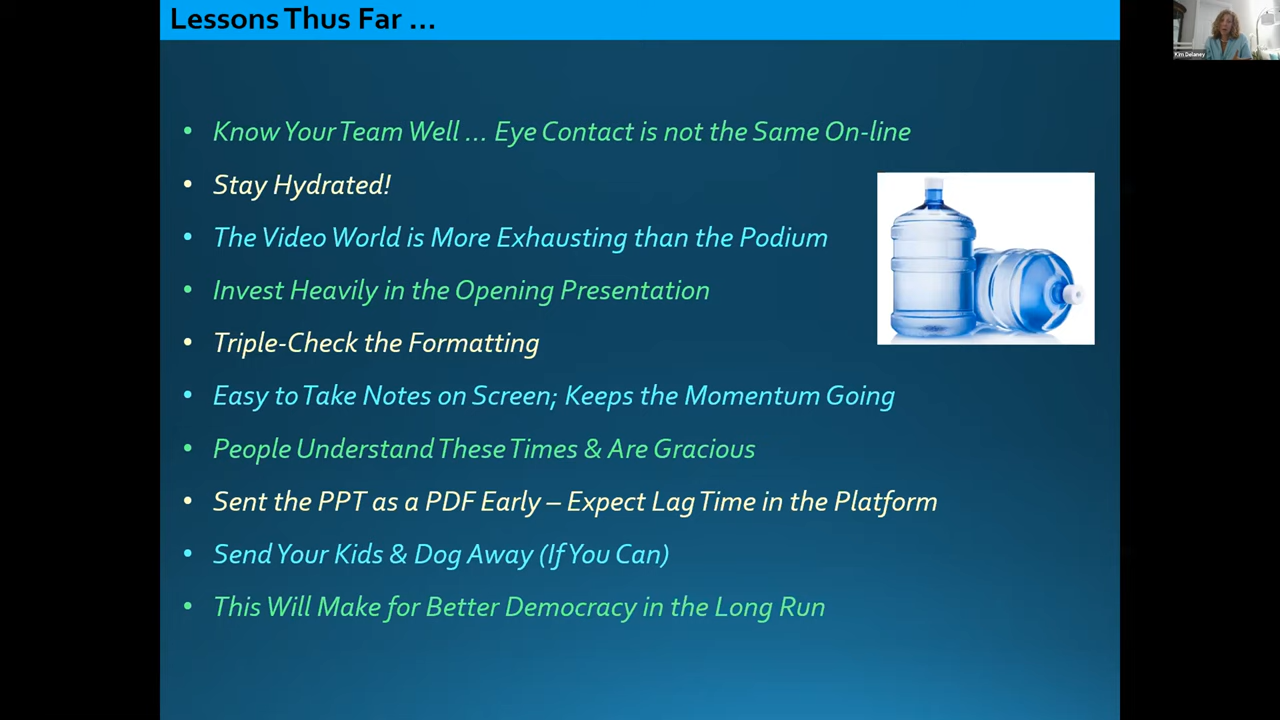 Lessons Thus Far ...
Kim Delaney
Know Your Team Well ... Eye Contact is not the Same On-line
Stay Hydrated!
The Video World is More Exhausting than the Podium
Invest Heavily in the Opening Presentation
Triple-Check the Formatting
Easy to Take Notes on Screen; Keeps the Momentum Going
People Understand These Times & Are Gracious
Sent the PPT as a PDF Early – Expect Lag Time in the Platform
Send Your Kids & Dog Away (If You Can)
This Will Make for Better Democracy in the Long Run